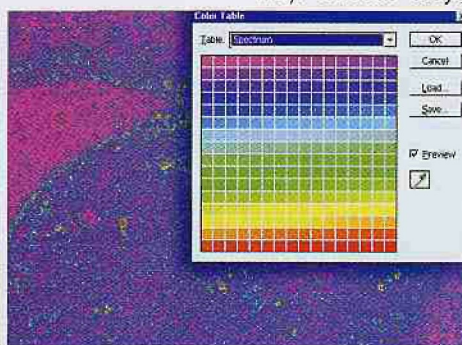 Color Table
Table: Spectrum
OK
Cancel
Load...
Save...
Preview